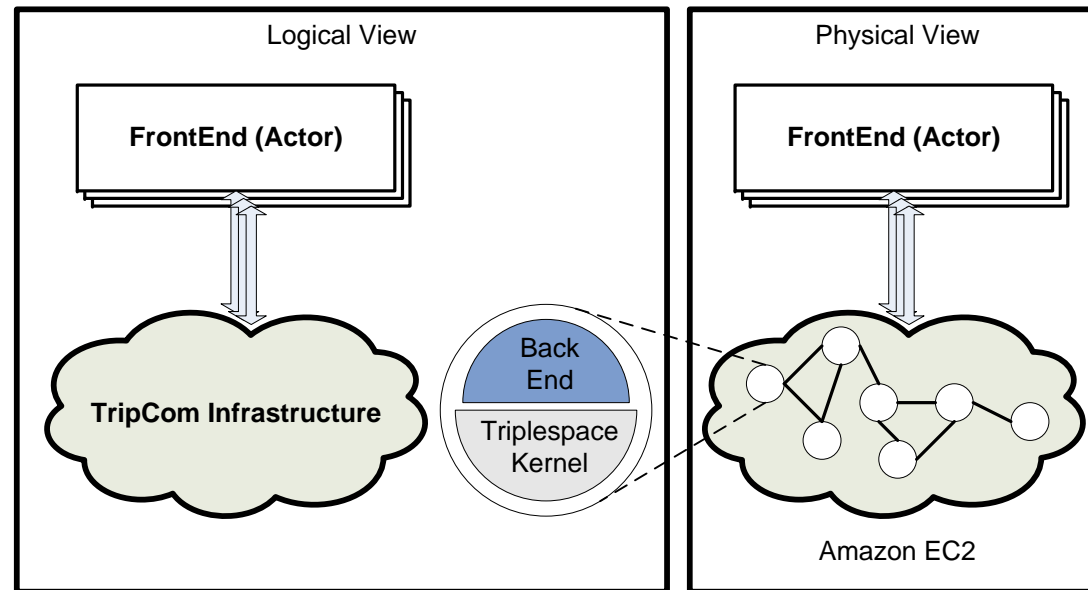 Logical View
FrontEnd (Actor)
TripCom Infrastructure
Back
End
Triplespace
Kernel
Physical View
FrontEnd (Actor)
Amazon EC2